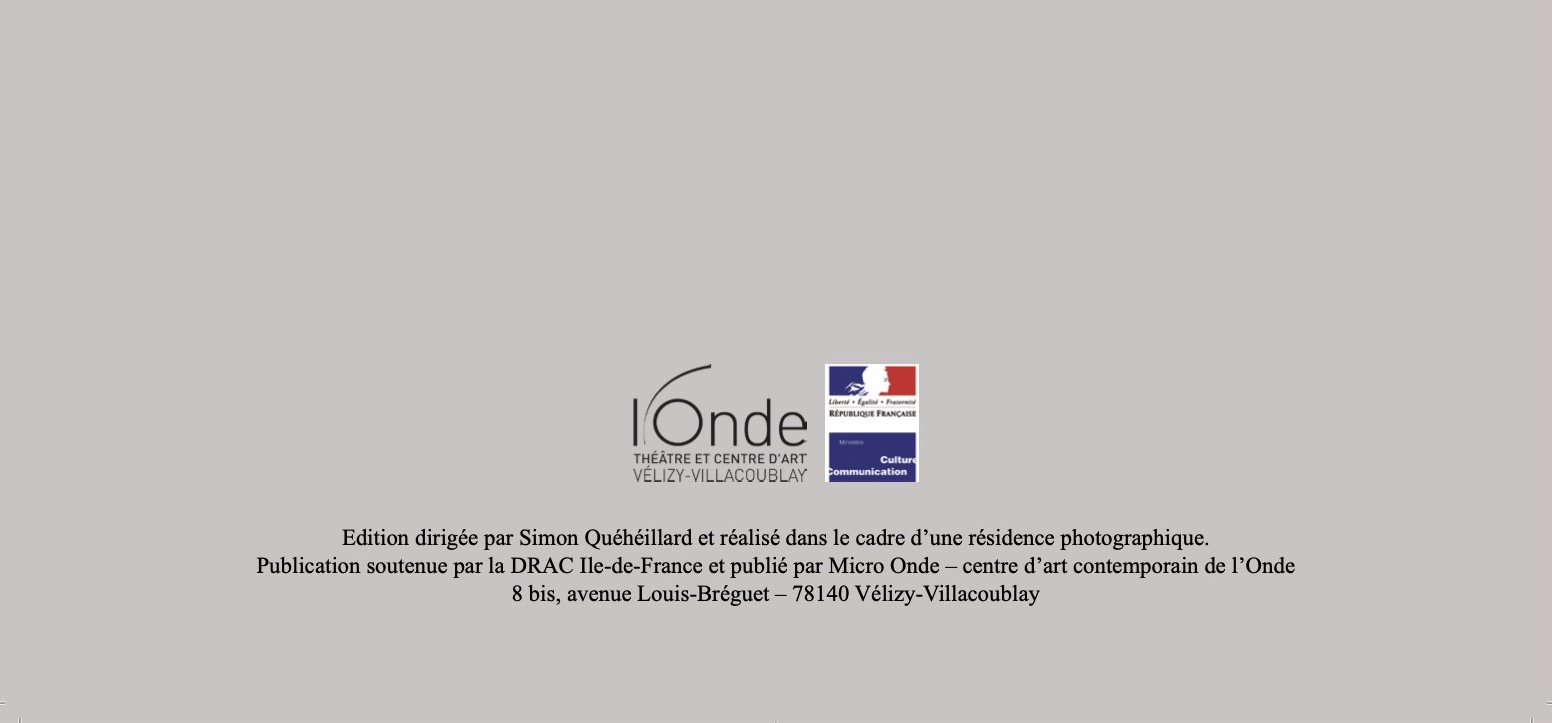 l'Onde
THÉÂTRE ET CENTRE D'ART
VÉLIZY-VILLACOUBLAY
Liberté • Égalité • Fraternité
RÉPUBLIQUE FRANÇAISE
Ministère
Culture
Communication
Edition dirigée par Simon Quéhéillard et réalisé dans le cadre d’une résidence photographique.
Publication soutenue par la DRAC Ile-de-France et publié par Micro Onde – centre d’art contemporain de l’Onde
8 bis, avenue Louis-Bréguet – 78140 Vélizy-Villacoublay